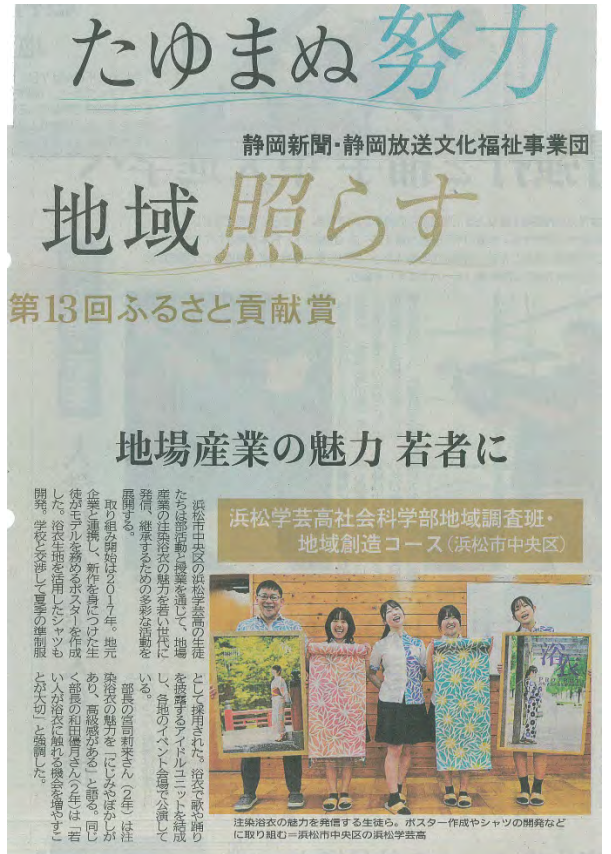 たゆまぬ努力
静岡新聞・静岡放送文化福祉事業団
地域照らす
第13回ふるさと貢献賞
地場産業の魅力 若者に
浜松学芸高社会科学部地域調査班・
地域創造コース(浜松市中央区)
浜松市中央区の浜松学芸高の生徒
たちは部活動と授業を通じて、地場
産業の注染浴衣の魅力を若い世代に
発信、継承するための多彩な活動を
展開する。
取り組み開始は2017年。地元
企業と連携し、新作を身につけた生
徒がモデルを務めるポスターを作成
した。浴衣生地を活用したシャツも
開発。学校と交渉して夏季の準制服
として採用された。浴衣で歌や踊り
を披露するアイドルユニットを結成
し、各地のイベント会場で公演して
いる。
部長の宮司莉来さん(2年)は注
染浴衣の魅力を「にじみやぼかしが
あり、高級感がある」と語る。同じ
く部長の和田優月さん(2年)は「若
い人が浴衣に触れる機会を増やすこ
とが大切」と強調した。
浴衣
注染浴衣の魅力を発信する生徒ら。ポスター作成やシャツの開発など
に取り組む=浜松市中央区の浜松学芸高